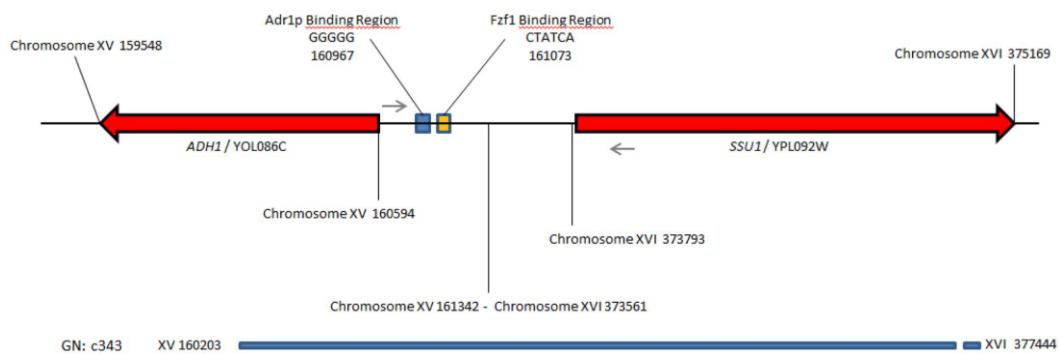 Adr1p Binding Region
GGGGG
160967
Fzf1 Binding Region
CTATCA
161073
Chromosome XV 159548
Chromosome XVI 375169
ADH1 / YOL086C
SSU1 / YPL092W
Chromosome XV 160594
Chromosome XVI 373793
Chromosome XV 161342 - Chromosome XVI 373561
GN: c343 XV 160203 XVI 377444